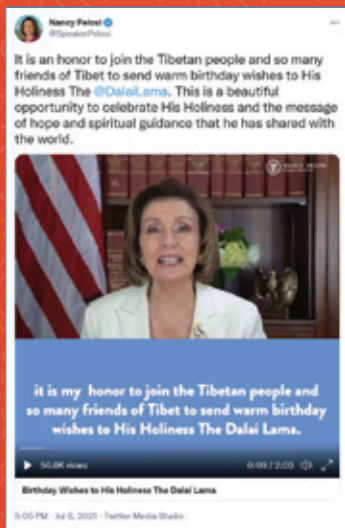 Nancy Pelosi
@SpeakerPelosi
It is an honor to join the Tibetan people and so many
friends of Tibet to send warm birthday wishes to His
Holiness The @DalaiLama. This is a beautiful
opportunity to celebrate His Holiness and the message
of hope and spiritual guidance that he has shared with
the world.
NANCY PELOSI
it is my honor to join the Tibetan people and
so many friends of Tibet to send warm birthday
wishes to His Holiness The Dalai Lama.
50.8K views
0:09 / 2:03
Birthday Wishes to His Holiness The Dalai Lama
5:05 PM · Jul 6, 2021 · Twitter Media Studio